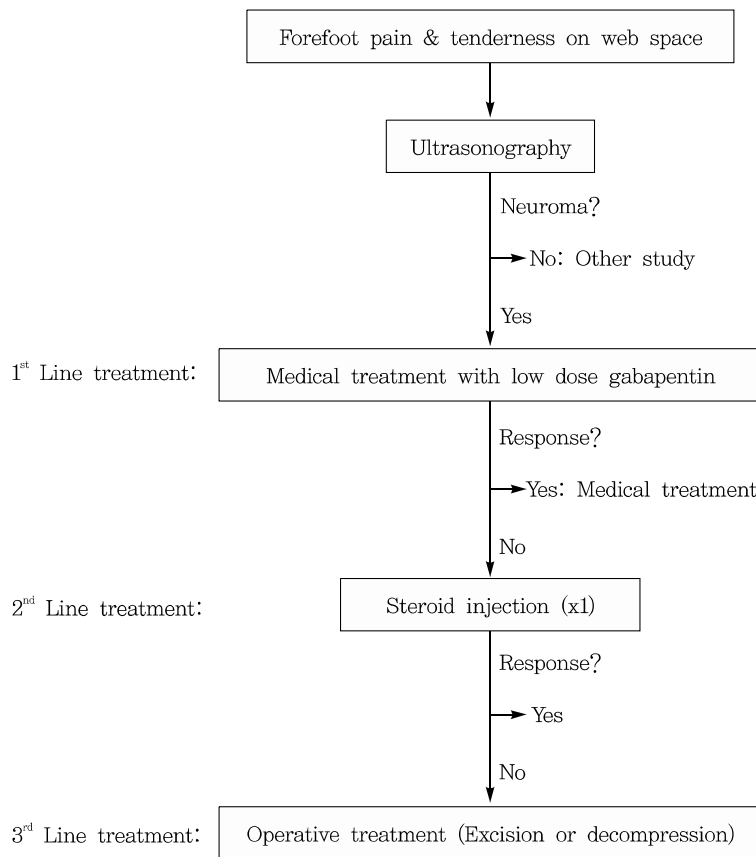 Forefoot pain & tenderness on web space
Ultrasonography
Neuroma?
No: Other study
Yes
1st Line treatment:
Medical treatment with low dose gabapentin
Response?
Yes: Medical treatment
No
2nd Line treatment:
Steroid injection (x1)
Response?
Yes
No
3rd Line treatment:
Operative treatment (Excision or decompression)